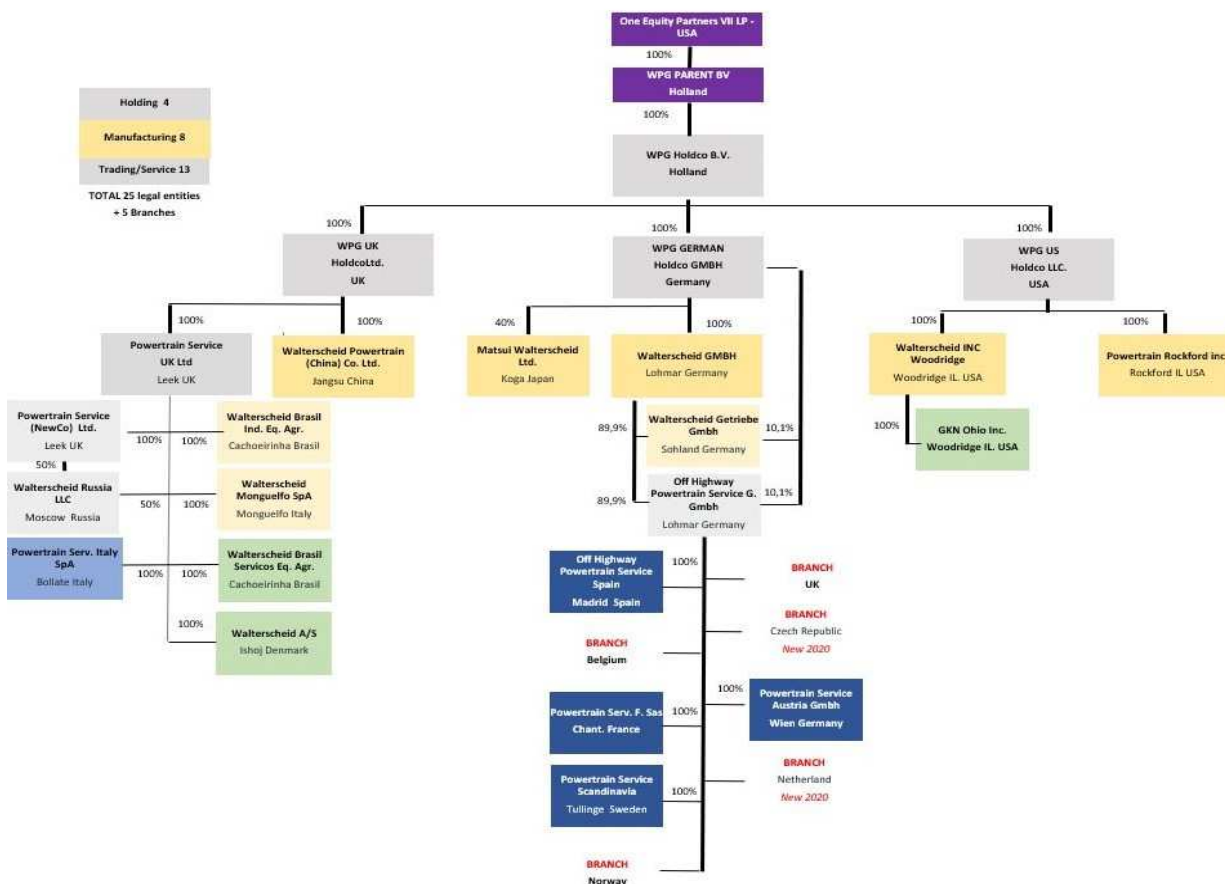 One Equity Partners VII LP -
USA
100%
WPG PARENT BV
Holland
100%
Holding 4
Manufacturing 8
Trading/Service 13
TOTAL 25 legal entities
+ 5 Branches
WPG Holdco B.V.
Holland
100%
100%
100%
WPG UK
HoldcoLtd.
UK
WPG GERMAN
Holdco GMBH
Germany
WPG US
Holdco LLC.
USA
100%
100%
40%
100%
100%
100%
Powertrain Service
UK Ltd
Leek UK
Walterscheid Powertrain
(China) Co. Ltd.
Jangsu China
Matsui Walterscheid
Ltd.
Koga Japan
Walterscheid GMBH
Lohmar Germany
Walterscheid INC
Woodridge
Woodridge IL. USA
Powertrain Rockford inc
Rockford IL USA
Powertrain Service
(NewCo) Ltd.
Leek UK
100%
100%
Walterscheid Brasil
Ind. Eq. Agr.
Cachoeirinha Brasil
89,9%
Walterscheid Getriebe
Gmbh
Sohland Germany
10,1%
100%
GKN Ohio Inc.
Woodridge IL. USA
50%
Walterscheid Russia
LLC
Moscow Russia
50%
100%
Walterscheid
Monguelfo SpA
Monguelfo Italy
89,9%
Off Highway
Powertrain Service G.
Gmbh
Lohmar Germany
10,1%
Powertrain Serv. Italy
SpA
Bollate Italy
100%
100%
Walterscheid Brasil
Servicos Eq. Agr.
Cachoeirinha Brasil
Off Highway
Powertrain Service
Spain
Madrid Spain
100%
BRANCH
UK
100%
Walterscheid A/S
Ishoj Denmark
BRANCH
Czech Republic
New 2020
BRANCH
Belgium
100%
Powertrain Service
Austria Gmbh
Wien Germany
Powertrain Serv. F. Sas
Chant. France
100%
BRANCH
Netherland
New 2020
Powertrain Service
Scandinavia
Tullinge Sweden
100%
BRANCH
Norway